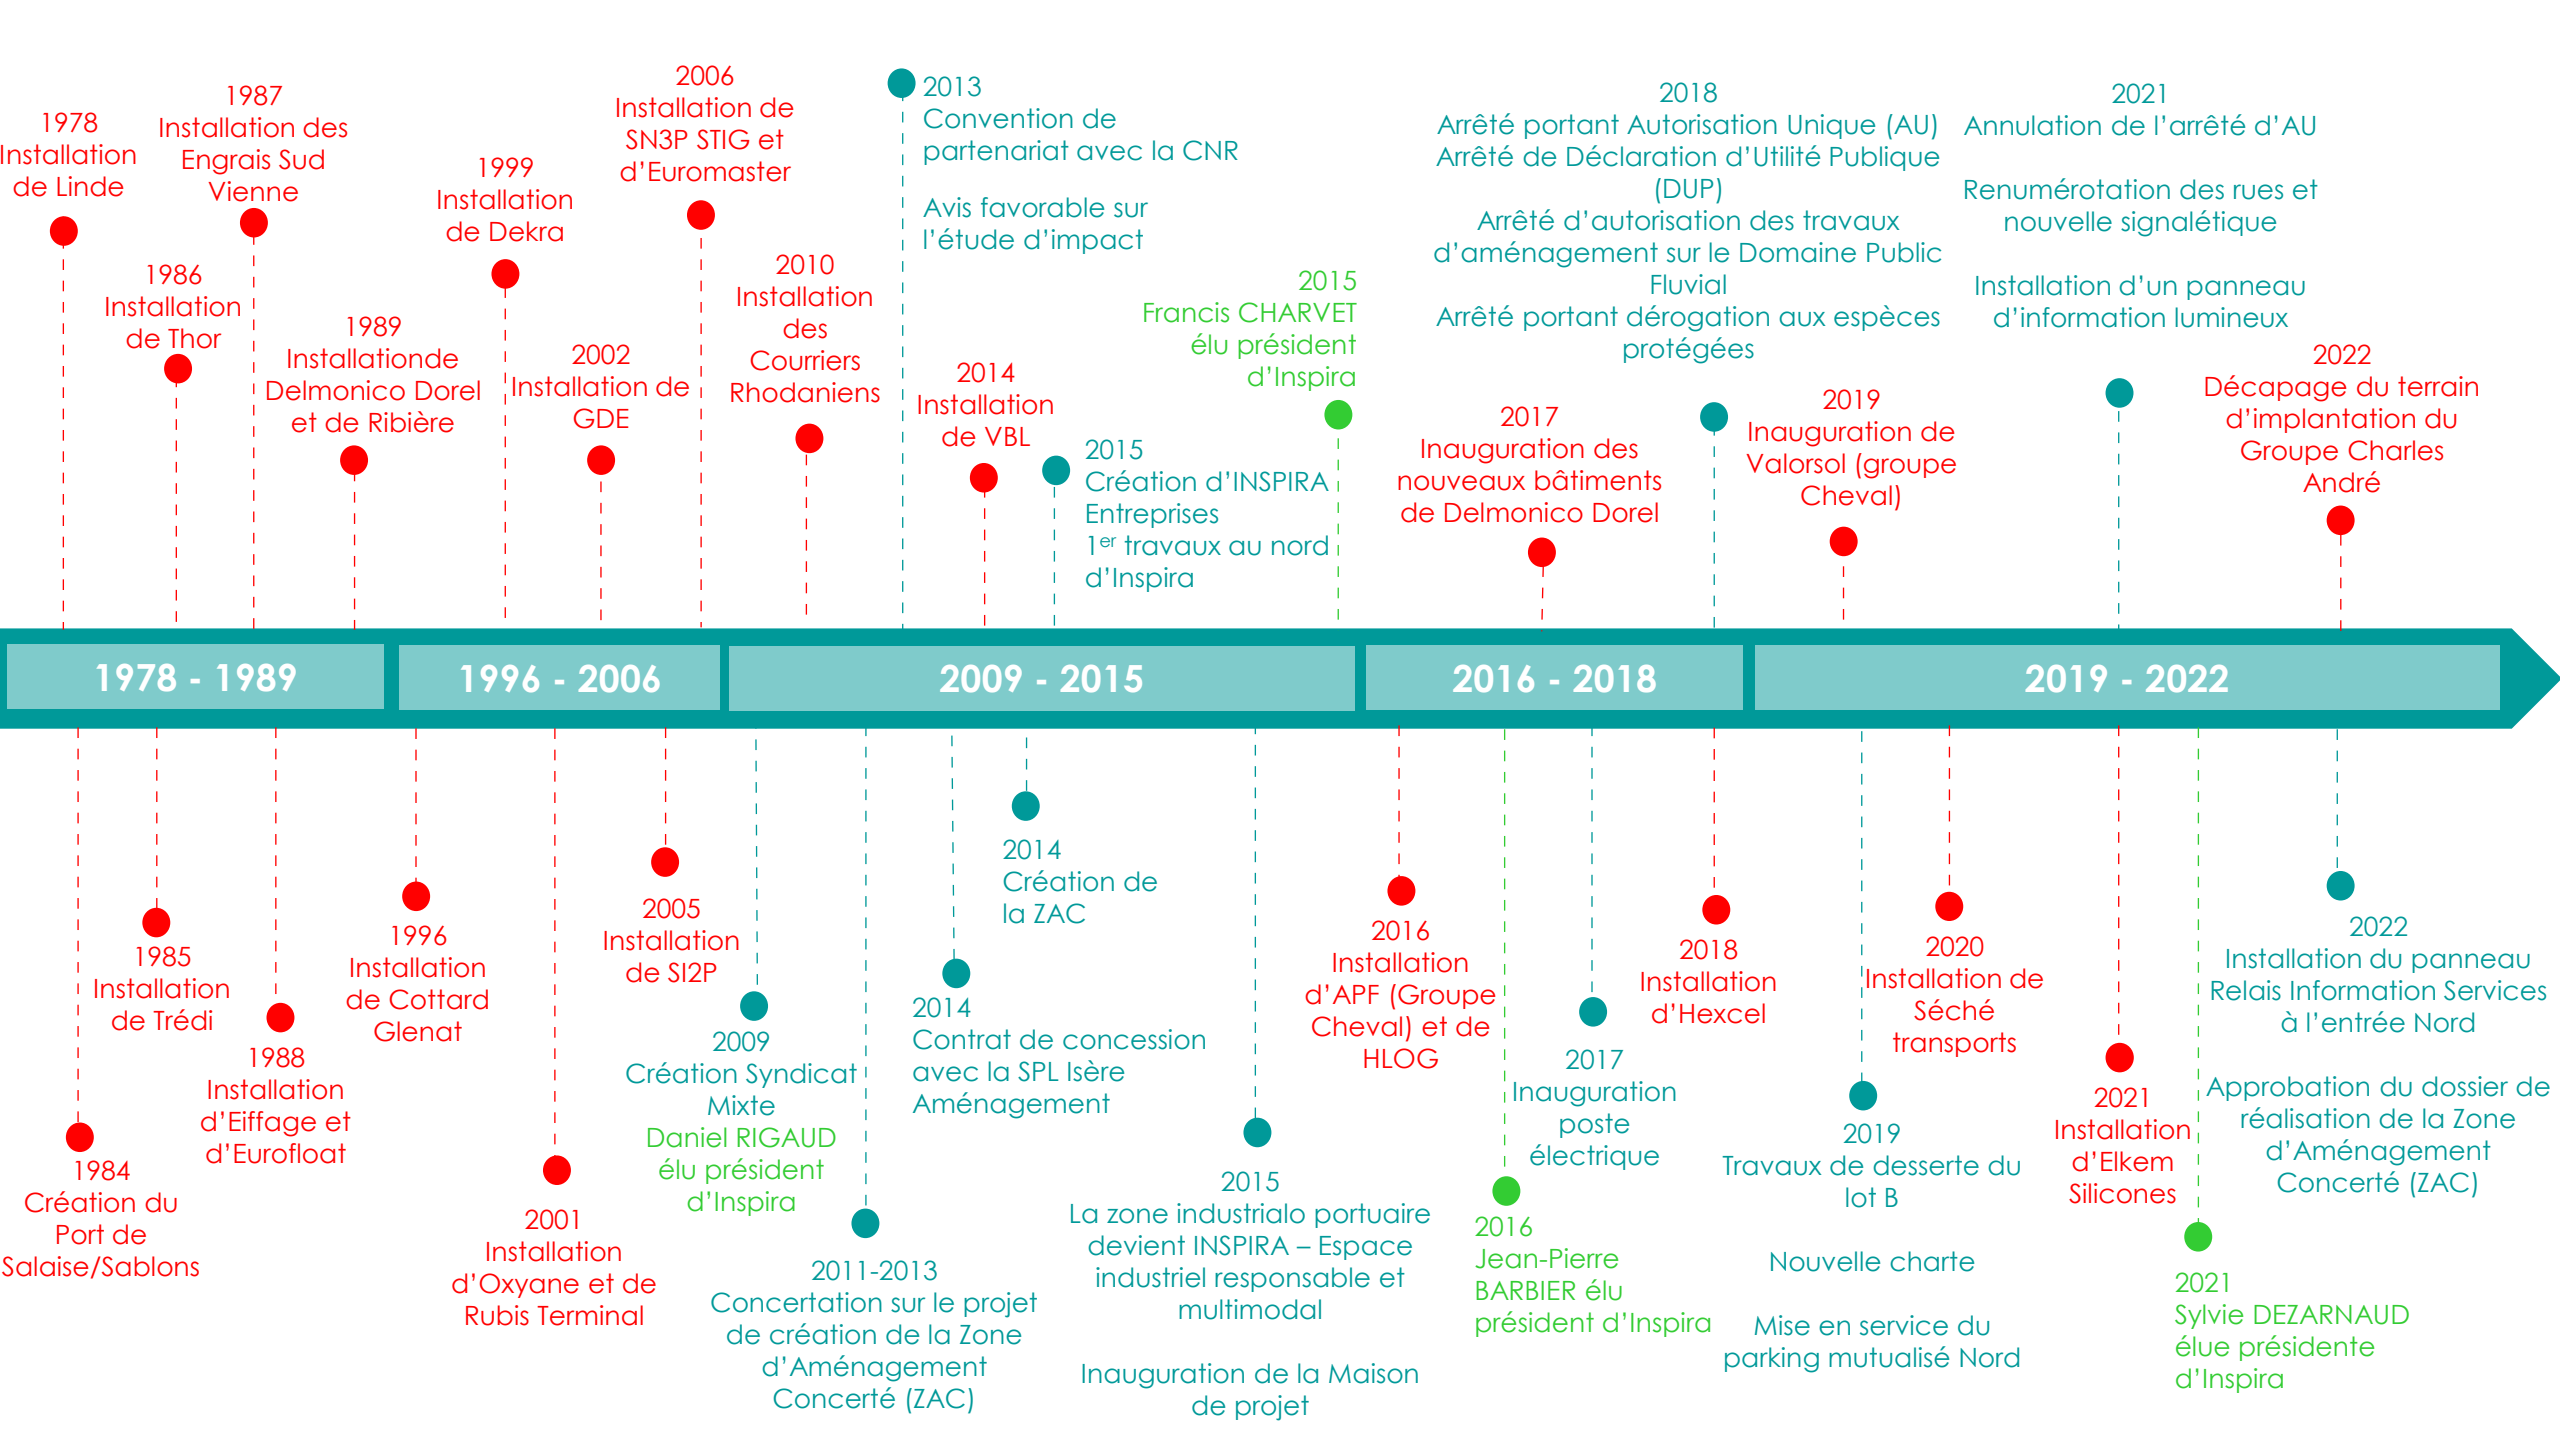 1978
Installation
de Linde
1986
Installation
de Thor
1987
Installation des
Engrais Sud
Vienne
1989
Installationde
Delmonico Dorel
et de Ribière
1999
Installation
de Dekra
2002
Installation de
GDE
2006
Installation de
SN3P STIG et
d’Euromaster
2010
Installation
des
Courriers
Rhodaniens
2013
Convention de
partenariat avec la CNR
Avis favorable sur
l’étude d’impact
2014
Installation
de VBL
2015
Création d’INSPIRA
Entreprises
1er travaux au nord
d’Inspira
2015
Francis CHARVET
élu président
d’Inspira
2017
Inauguration des
nouveaux bâtiments
de Delmonico Dorel
2018
Arrêté portant Autorisation Unique (AU)
Arrêté de Déclaration d’Utilité Publique
(DUP)
Arrêté d’autorisation des travaux
d’aménagement sur le Domaine Public
Fluvial
Arrêté portant dérogation aux espèces
protégées
2019
Inauguration de
Valorsol (groupe
Cheval)
2021
Annulation de l’arrêté d’AU
Renumérotation des rues et
nouvelle signalétique
Installation d’un panneau
d’information lumineux
2022
Décapage du terrain
d’implantation du
Groupe Charles
André
1978 - 1989
1996 - 2006
2009 - 2015
2016 - 2018
2019 - 2022
1984
Création du
Port de
Salaise/Sablons
1985
Installation
de Trédi
1988
Installation
d’Eiffage et
d’Eurofloat
1996
Installation
de Cottard
Glenat
2001
Installation
d’Oxyane et de
Rubis Terminal
2005
Installation
de SI2P
2009
Création Syndicat
Mixte
Daniel RIGAUD
élu président
d’Inspira
2011-2013
Concertation sur le projet
de création de la Zone
d’Aménagement
Concerté (ZAC)
2014
Contrat de concession
avec la SPL Isère
Aménagement
2014
Création de
la ZAC
2015
La zone industrialo portuaire
devient INSPIRA – Espace
industriel responsable et
multimodal
Inauguration de la Maison
de projet
2016
Installation
d’APF (Groupe
Cheval) et de
HLOG
2016
Jean-Pierre
BARBIER élu
président d’Inspira
2017
Inauguration
poste
électrique
2018
Installation
d’Hexcel
2019
Travaux de desserte du
lot B
Nouvelle charte
Mise en service du
parking mutualisé Nord
2020
Installation de
Séché
transports
2021
Installation
d’Elkem
Silicones
2021
Sylvie DEZARNAUD
élue présidente
d’Inspira
2022
Installation du panneau
Relais Information Services
à l’entrée Nord
Approbation du dossier de
réalisation de la Zone
d’Aménagement
Concerté (ZAC)